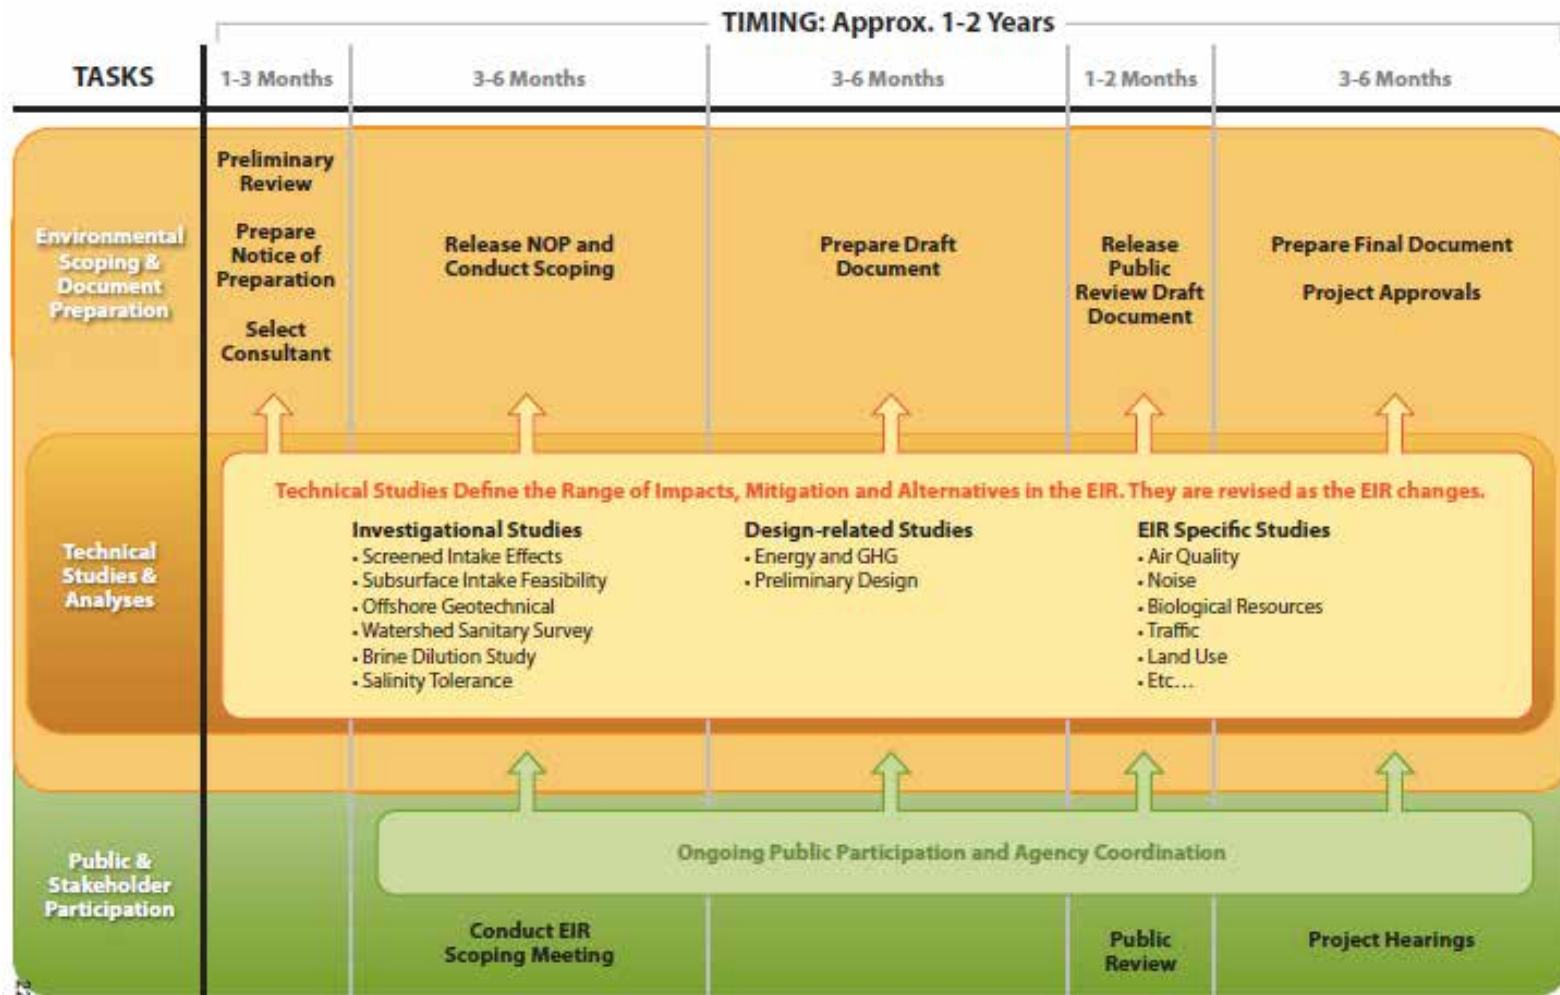 TIMING: Approx. 1-2 Years
TASKS
1-3 Months
3-6 Months
3-6 Months
1-2 Months
3-6 Months
Environmental
Scoping &
Document
Preparation
Preliminary
Review
Prepare
Notice of
Preparation
Select
Consultant
Release NOP and
Conduct Scoping
Prepare Draft
Document
Release
Public
Review Draft
Document
Prepare Final Document
Project Approvals
Technical
Studies &
Analyses
Technical Studies Define the Range of Impacts, Mitigation and Alternatives in the EIR. They are revised as the EIR changes.
Investigational Studies
• Screened Intake Effects
• Subsurface Intake Feasibility
• Offshore Geotechnical
• Watershed Sanitary Survey
• Brine Dilution Study
• Salinity Tolerance
Design-related Studies
• Energy and GHG
• Preliminary Design
EIR Specific Studies
• Air Quality
• Noise
• Biological Resources
• Traffic
• Land Use
• Etc...
Public &
Stakeholder
Participation
Ongoing Public Participation and Agency Coordination
Conduct EIR
Scoping Meeting
Public
Review
Project Hearings